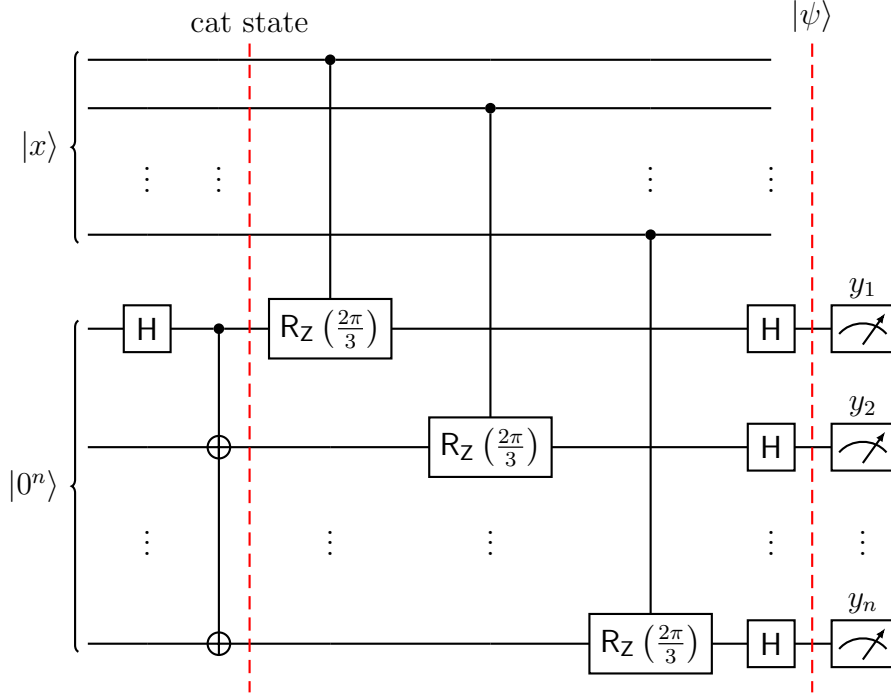 cat state
|ψ⟩
|x⟩
⋮ ⋮ ⋮ ⋮
y₁
H R_Z (2π/3) H
y₂
R_Z (2π/3) H
|0ⁿ⟩
⋮ ⋮ ⋮ ⋮ ⋮
yₙ
R_Z (2π/3) H